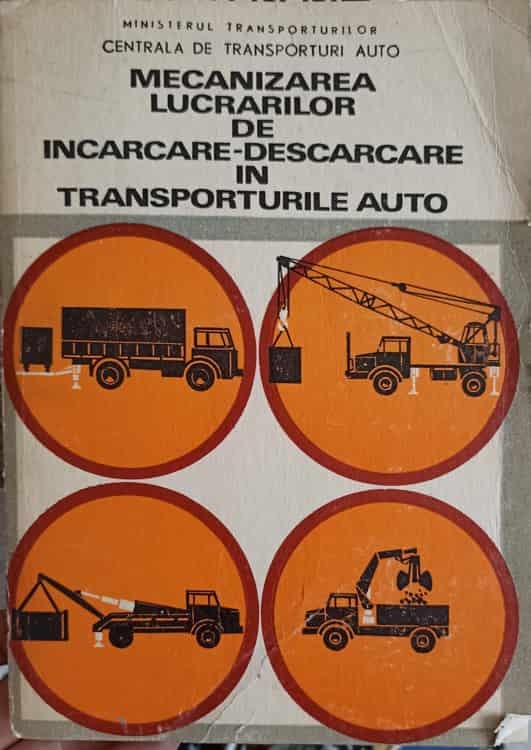 MINISTERUL TRANSPORTURILOR
CENTRALA DE TRANSPORTURI AUTO
MECANIZAREA
LUCRARILOR
DE
INCARCARE-DESCARCARE
IN
TRANSPORTURILE AUTO